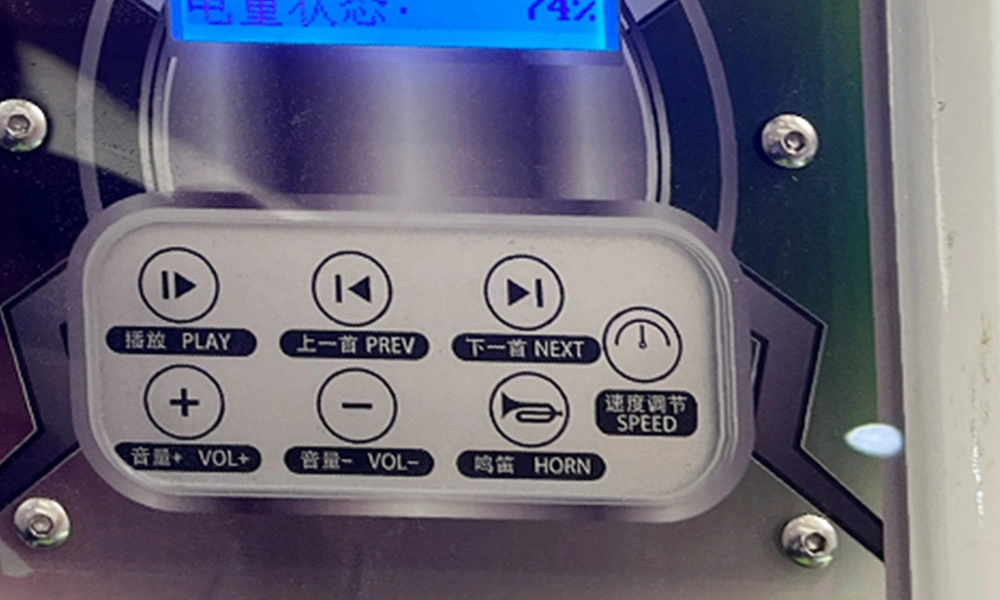 电量状态: 74%
播放 PLAY
上一首 PREV
下一首 NEXT
音量+ VOL+
音量- VOL-
鸣笛 HORN
速度调节
SPEED